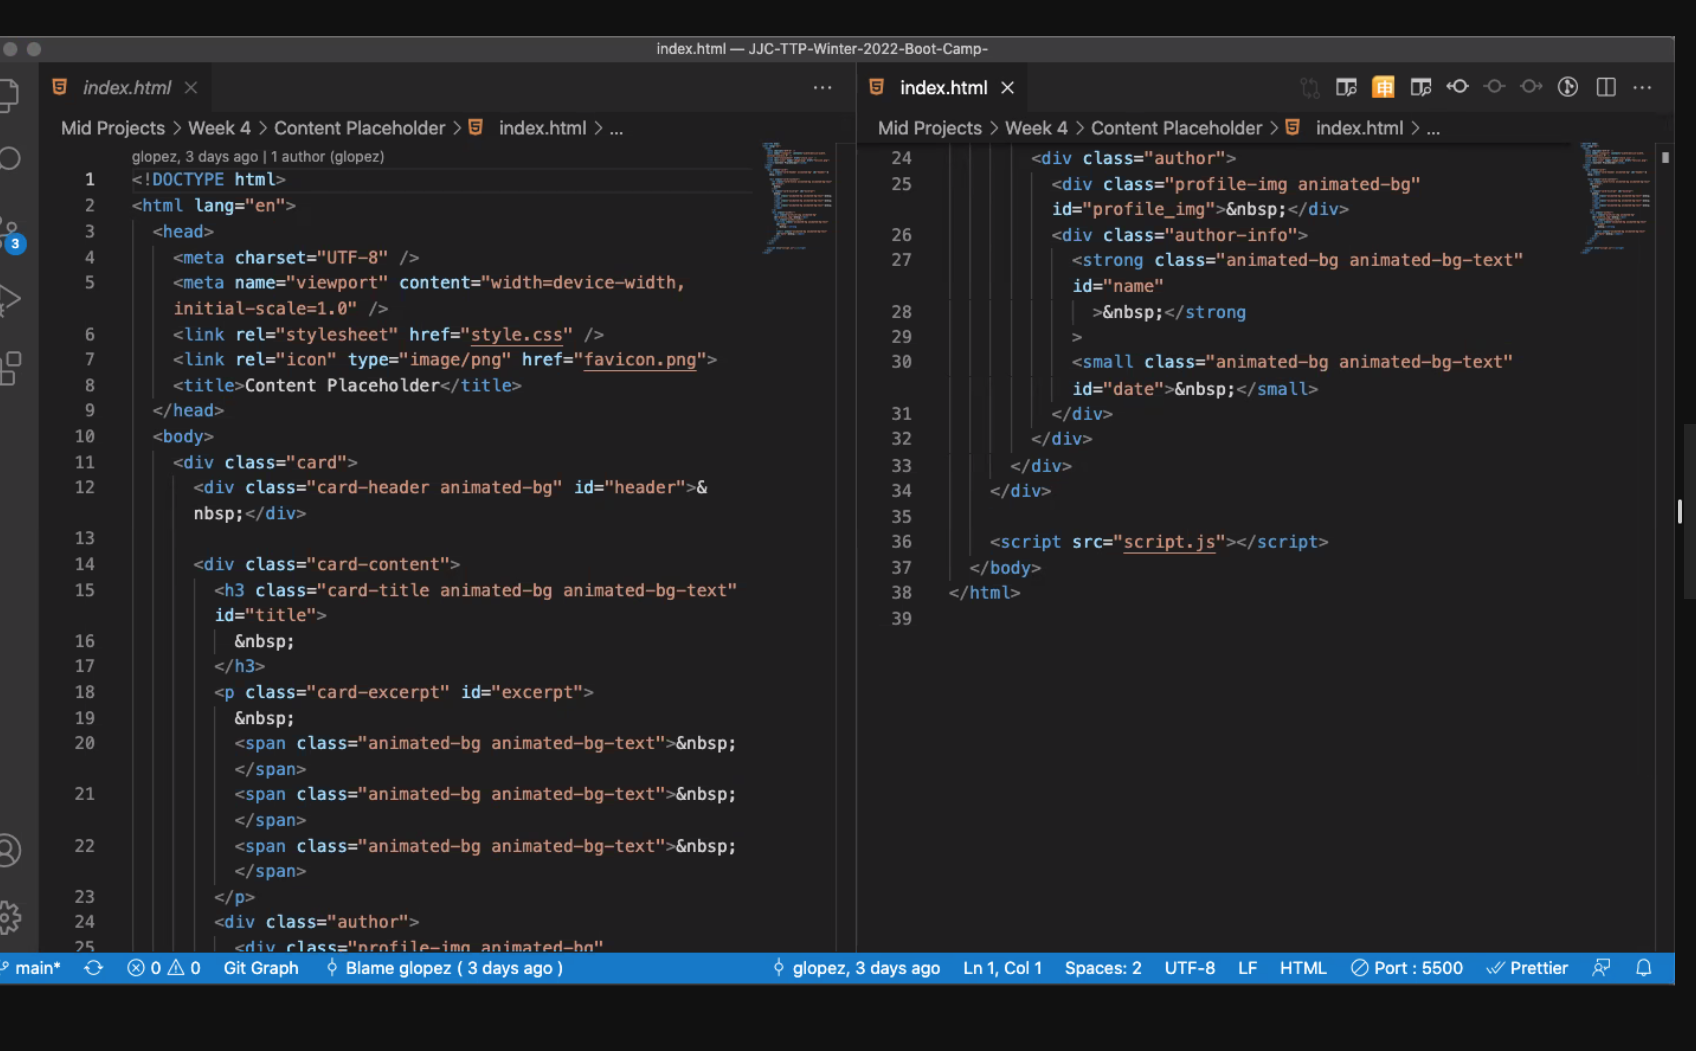 index.html — JJC-TTP-Winter-2022-Boot-Camp-
index.html
Mid Projects > Week 4 > Content Placeholder > index.html > ...
glopez, 3 days ago | 1 author (glopez)
1 <!DOCTYPE html>
2 <html lang="en">
3 <head>
4 <meta charset="UTF-8" />
5 <meta name="viewport" content="width=device-width,
initial-scale=1.0" />
6 <link rel="stylesheet" href="style.css" />
7 <link rel="icon" type="image/png" href="favicon.png">
8 <title>Content Placeholder</title>
9 </head>
10 <body>
11 <div class="card">
12 <div class="card-header animated-bg" id="header">&
nbsp;</div>
13
14 <div class="card-content">
15 <h3 class="card-title animated-bg animated-bg-text"
id="title">
16 &nbsp;
17 </h3>
18 <p class="card-excerpt" id="excerpt">
19 &nbsp;
20 <span class="animated-bg animated-bg-text">&nbsp;
</span>
21 <span class="animated-bg animated-bg-text">&nbsp;
</span>
22 <span class="animated-bg animated-bg-text">&nbsp;
</span>
23 </p>
24 <div class="author">
25 <div class="profile-img animated-bg"
index.html
Mid Projects > Week 4 > Content Placeholder > index.html > ...
24 <div class="author">
25 <div class="profile-img animated-bg"
id="profile_img">&nbsp;</div>
26 <div class="author-info">
27 <strong class="animated-bg animated-bg-text"
id="name"
28 >&nbsp;</strong
29 >
30 <small class="animated-bg animated-bg-text"
id="date">&nbsp;</small>
31 </div>
32 </div>
33 </div>
34 </div>
35
36 <script src="script.js"></script>
37 </body>
38 </html>
39
3
main* 0 0 Git Graph Blame glopez ( 3 days ago ) glopez, 3 days ago Ln 1, Col 1 Spaces: 2 UTF-8 LF HTML Port : 5500 Prettier